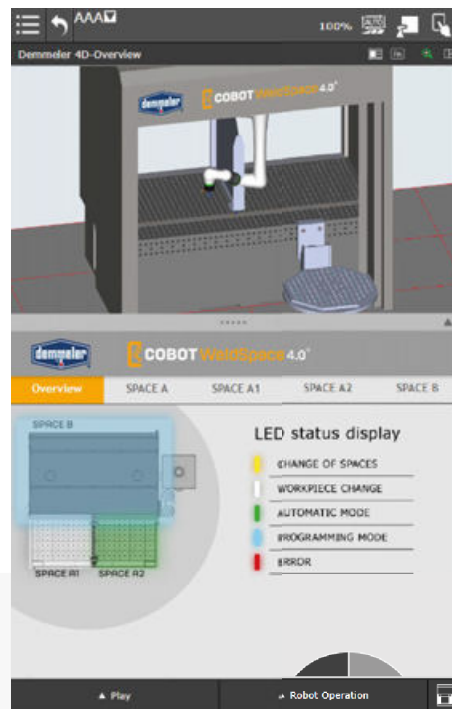 AAA
100%
AUTO
Demmeler 4D-Overview
demmeler COBOT WeldSpace 4.0°
demmeler COBOT WeldSpace 4.0°
Overview SPACE A SPACE A1 SPACE A2 SPACE B
SPACE B
SPACE A1 SPACE A2
LED status display
CHANGE OF SPACES
WORKPIECE CHANGE
AUTOMATIC MODE
PROGRAMMING MODE
ERROR
Play Robot Operation